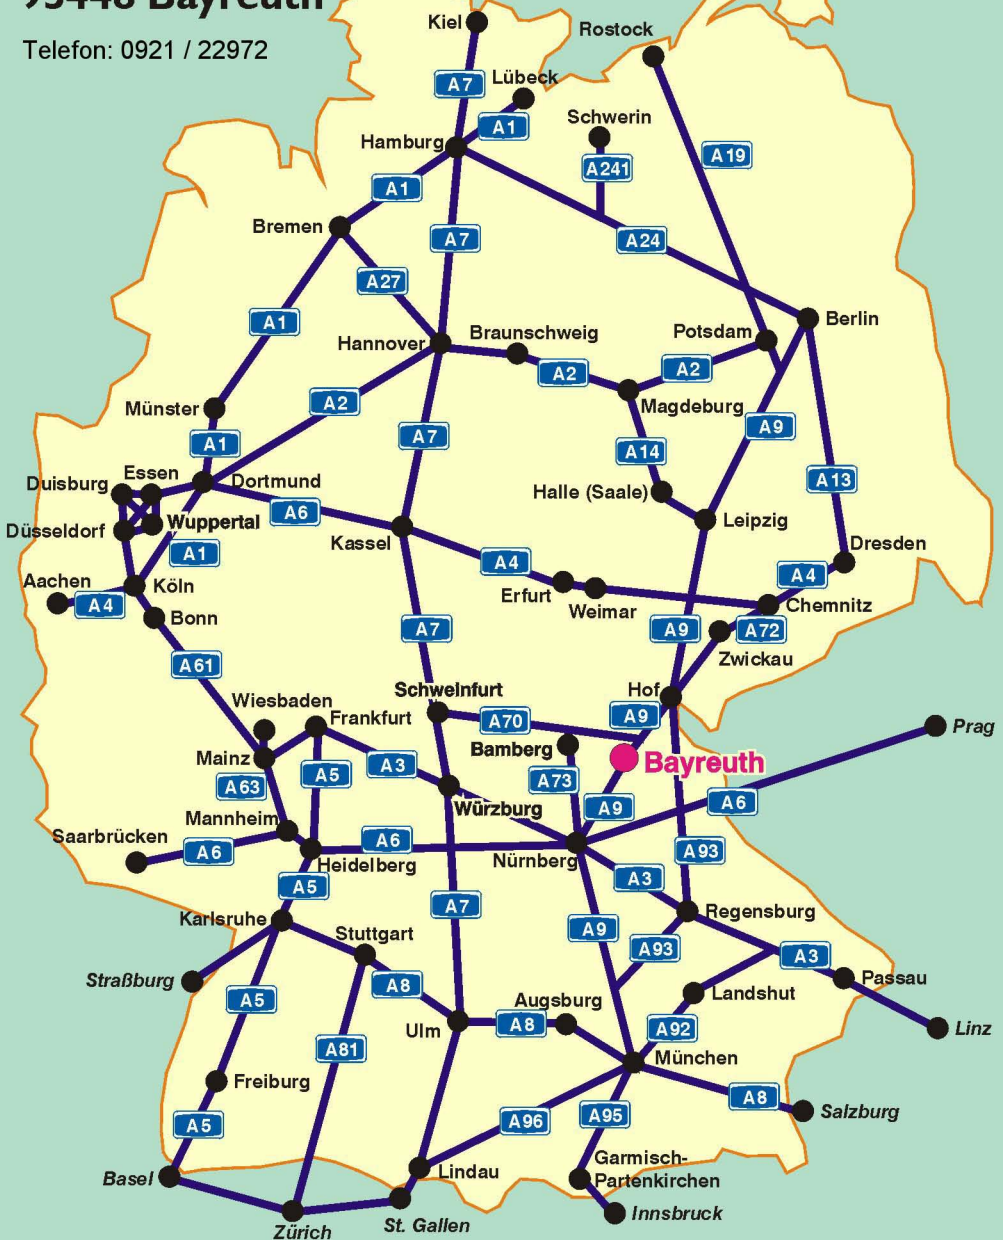 95448 Bayreuth
Telefon: 0921 / 22972
Kiel
Rostock
A7
Lübeck
A1
Schwerin
Hamburg
A241
A19
A1
Bremen
A7
A24
A27
A1
Hannover
Braunschweig
Potsdam
Berlin
A2
A2
A2
Münster
Magdeburg
A7
A9
A1
A14
Duisburg
Essen
Dortmund
A13
Halle (Saale)
A6
Düsseldorf
Wuppertal
Kassel
Leipzig
A1
A4
Dresden
Aachen
A4
Köln
Erfurt
Weimar
A4
Chemnitz
Bonn
A7
A9
A72
A61
Zwickau
Schweinfurt
Hof
Wiesbaden
Frankfurt
A70
A9
Prag
Bamberg
Mainz
A5
A3
Bayreuth
A63
A73
A9
A6
Würzburg
Mannheim
Saarbrücken
A6
A6
Heidelberg
Nürnberg
A93
A5
A3
A7
Karlsruhe
A9
Regensburg
Stuttgart
A93
A3
Straßburg
A8
Passau
A5
Augsburg
Landshut
Ulm
A8
A92
Linz
A81
München
Freiburg
A8
A5
A96
A95
Salzburg
Basel
Lindau
Garmisch-
Partenkirchen
Zürich
St. Gallen
Innsbruck